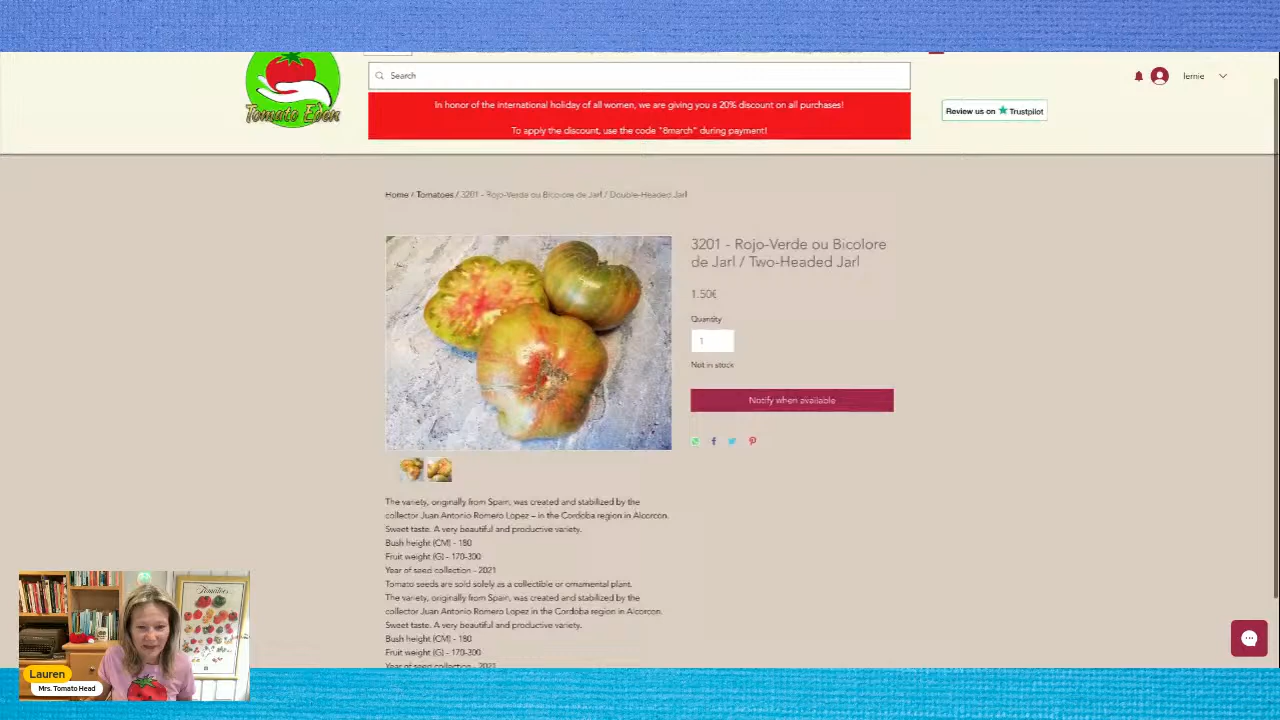 Tomato Eden
Search
lernie
In honor of the international holiday of all women, we are giving you a 20% discount on all purchases!
To apply the discount, use the code "8march" during payment!
Review us on Trustpilot
Home / Tomatoes / 3201 - Rojo-Verde ou Bicolore de Jarl / Double-Headed Jarl
3201 - Rojo-Verde ou Bicolore
de Jarl / Two-Headed Jarl
1.50€
Quantity
1
Not in stock
Notify when available
The variety, originally from Spain, was created and stabilized by the
collector Juan Antonio Romero Lopez – in the Cordoba region in Alcorcon.
Sweet taste. A very beautiful and productive variety.
Bush height (CM) - 180
Fruit weight (G) - 170-300
Year of seed collection - 2021
Tomato seeds are sold solely as a collectible or ornamental plant.
The variety, originally from Spain, was created and stabilized by the
collector Juan Antonio Romero Lopez in the Cordoba region in Alcorcon.
Sweet taste. A very beautiful and productive variety.
Bush height (CM) - 180
Fruit weight (G) - 170-300
Year of seed collection - 2021
Tomatoes
Lauren
Mrs. Tomato Head